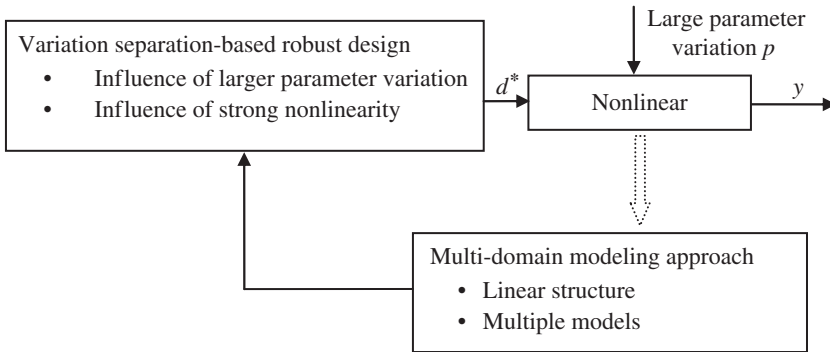 Variation separation-based robust design
• Influence of larger parameter variation
• Influence of strong nonlinearity
Large parameter
variation p
d*
Nonlinear
y
Multi-domain modeling approach
• Linear structure
• Multiple models